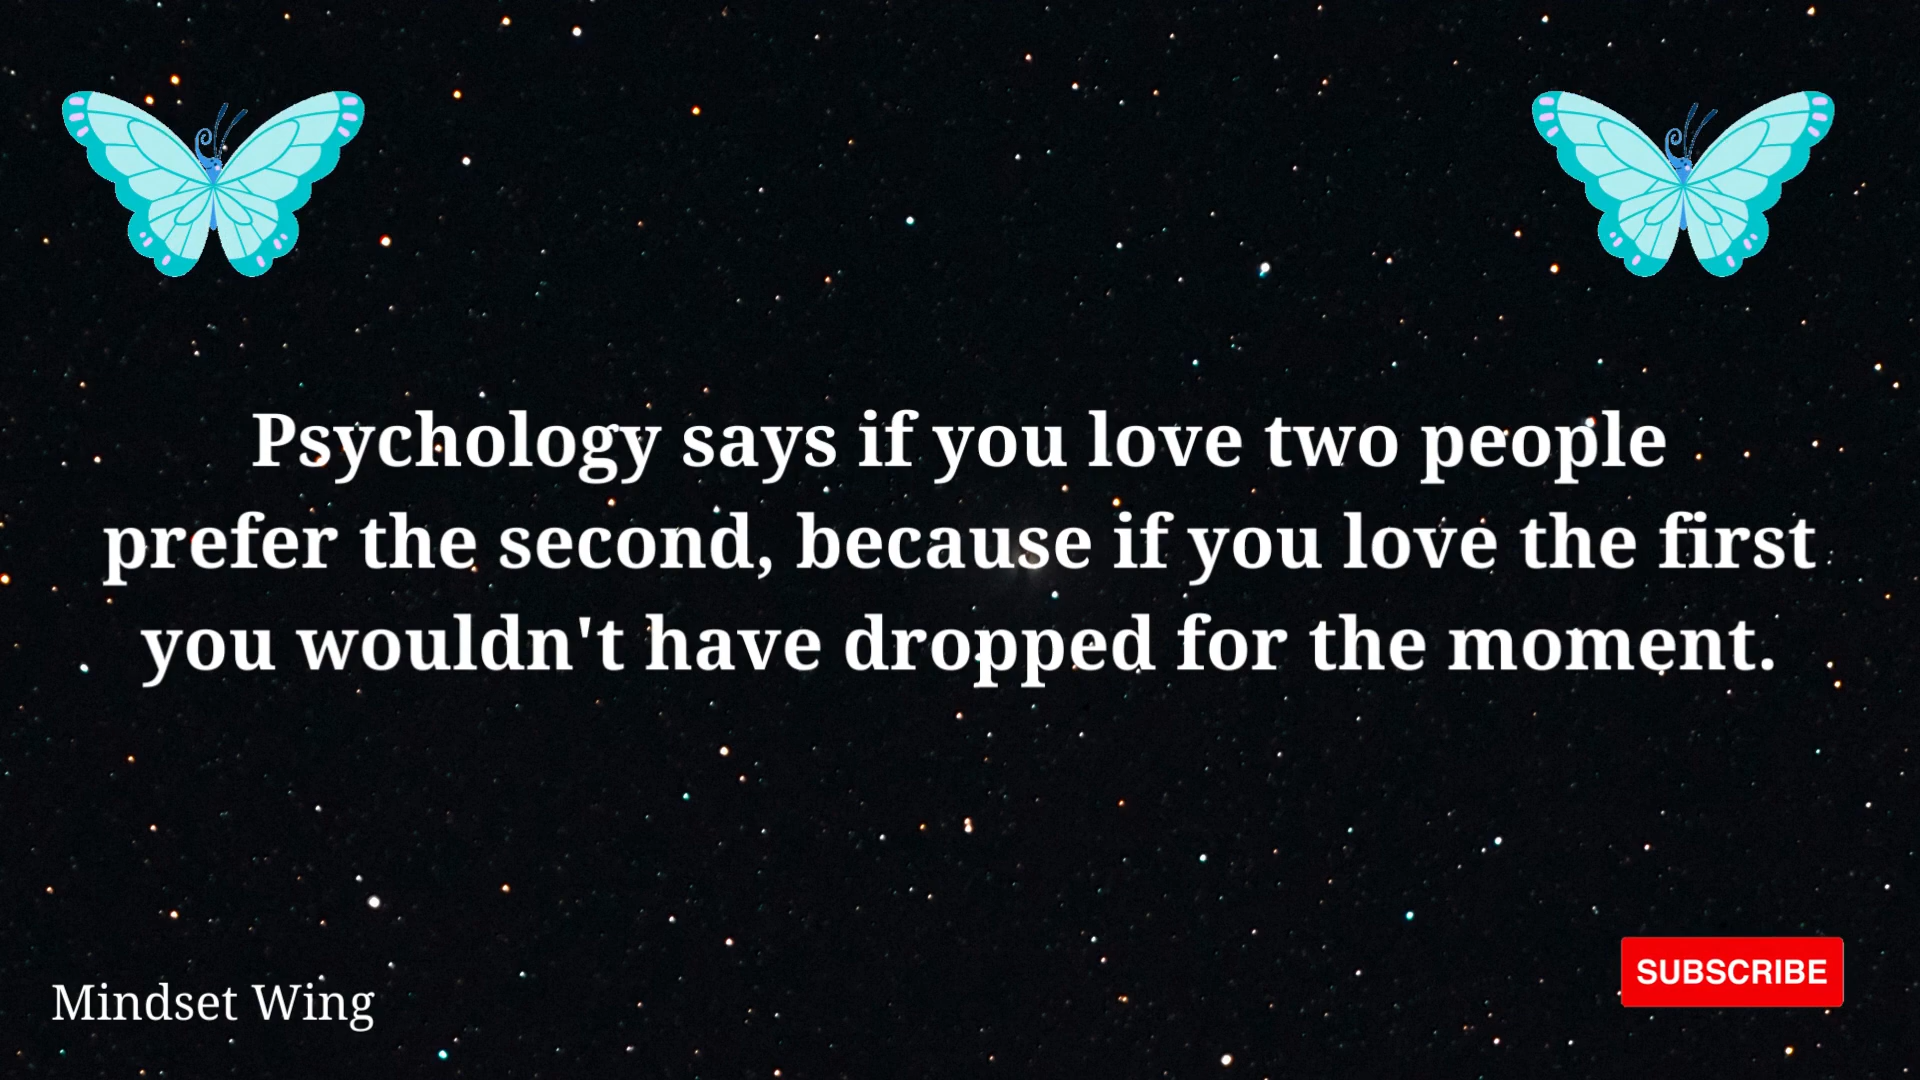 Psychology says if you love two people
prefer the second, because if you love the first
you wouldn't have dropped for the moment.
Mindset Wing
SUBSCRIBE